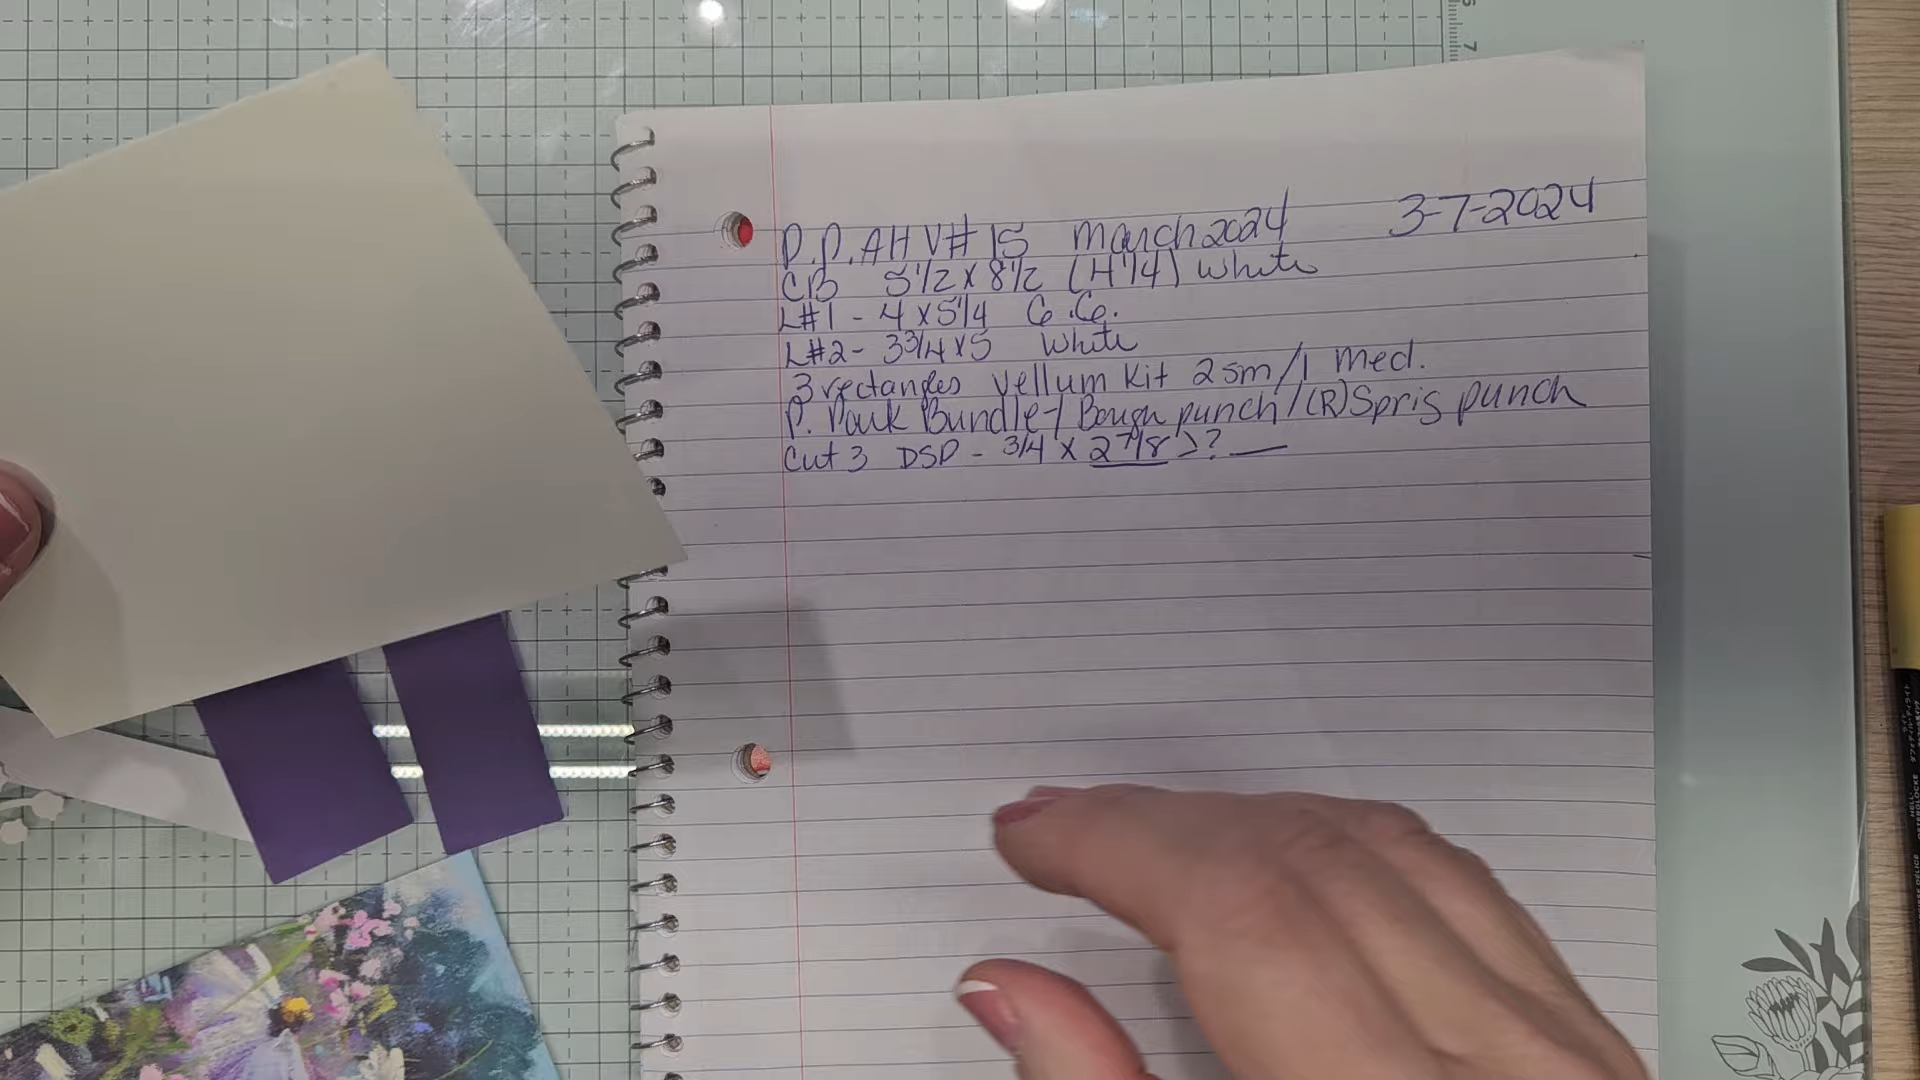 P.P. AH V# 15 March 2024 3-7-2024
CB 5 1/2 x 8 1/2 (4 1/4) White
L#1 - 4 x 5 1/4 G.G.
L#2 - 3 3/4 x 5 White
3 rectangles Vellum Kit 2 sm/1 med.
P. Park Bundle -/ Bough punch / (R) Sprig punch
Cut 3 DSP - 3/4 x 2 7/8 >? —
7